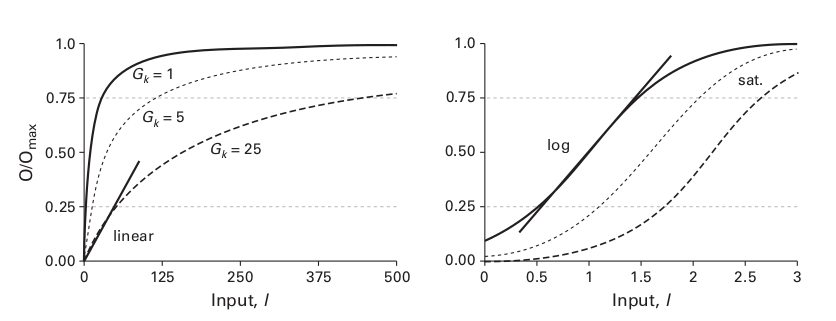 O/Omax
1.0
0.75
0.50
0.25
0.00
Gk = 1
Gk = 5
Gk = 25
linear
0
125
250
375
500
Input, I
1.0
0.75
0.50
0.25
0.00
sat.
log
0
0.5
1
1.5
2
2.5
3
Input, I